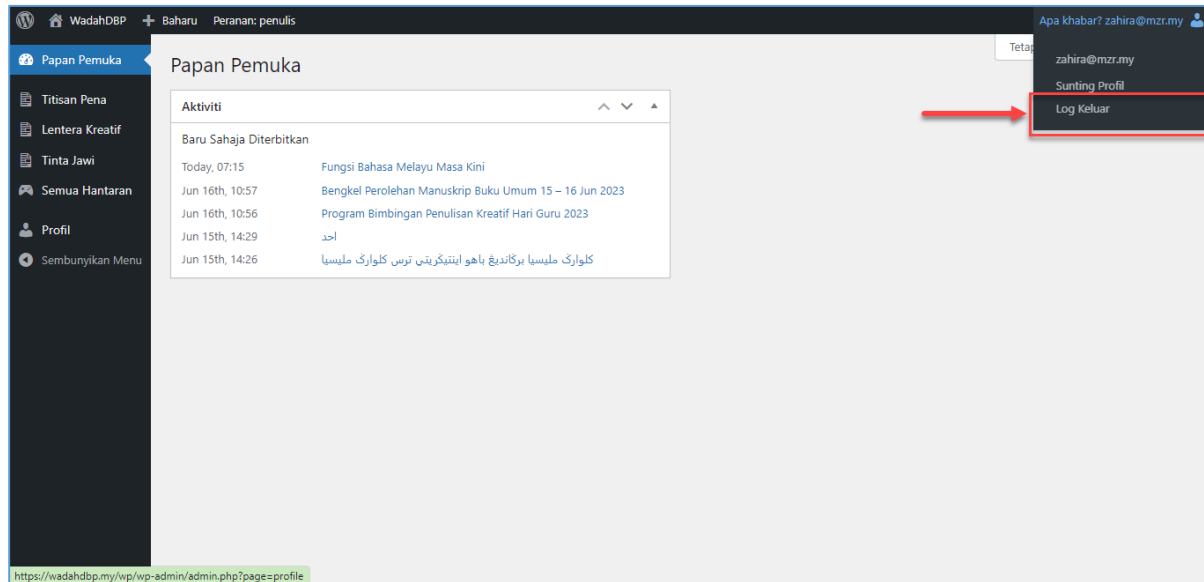 WadahDBP + Baharu Peranan: penulis Apa khabar? zahira@mzr.my
Papan Pemuka
Titisan Pena
Lentera Kreatif
Tinta Jawi
Semua Hantaran
Profil
Sembunyikan Menu
Papan Pemuka
Aktiviti
Baru Sahaja Diterbitkan
Today, 07:15 Fungsi Bahasa Melayu Masa Kini
Jun 16th, 10:57 Bengkel Perolehan Manuskrip Buku Umum 15 – 16 Jun 2023
Jun 16th, 10:56 Program Bimbingan Penulisan Kreatif Hari Guru 2023
Jun 15th, 14:29 احد
Jun 15th, 14:26 کلوارݢ مليسيا برݢانديڠ باهو اينتيݢريتي ترس کلوارݢ مليسيا
zahira@mzr.my
Sunting Profil
Log Keluar
https://wadahdbp.my/wp/wp-admin/admin.php?page=profile